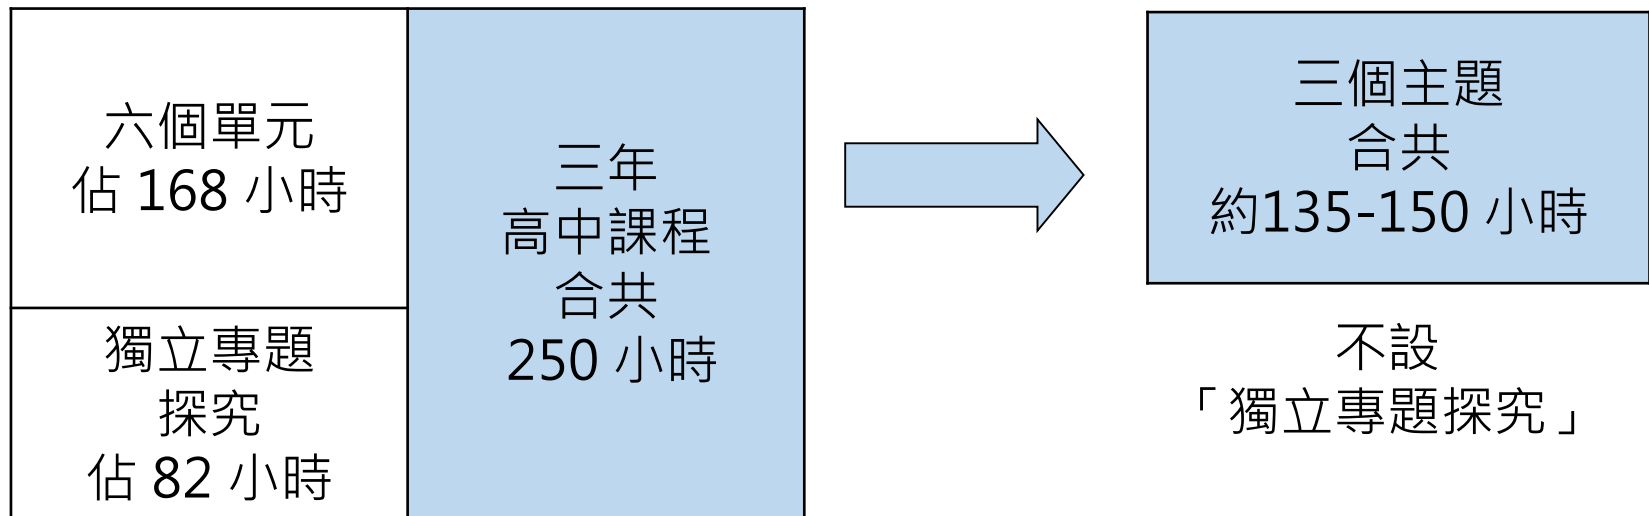 六個單元
佔 168 小時
獨立專題
探究
佔 82 小時
三年
高中課程
合共
250 小時
三個主題
合共
約135-150 小時
不設
「獨立專題探究」